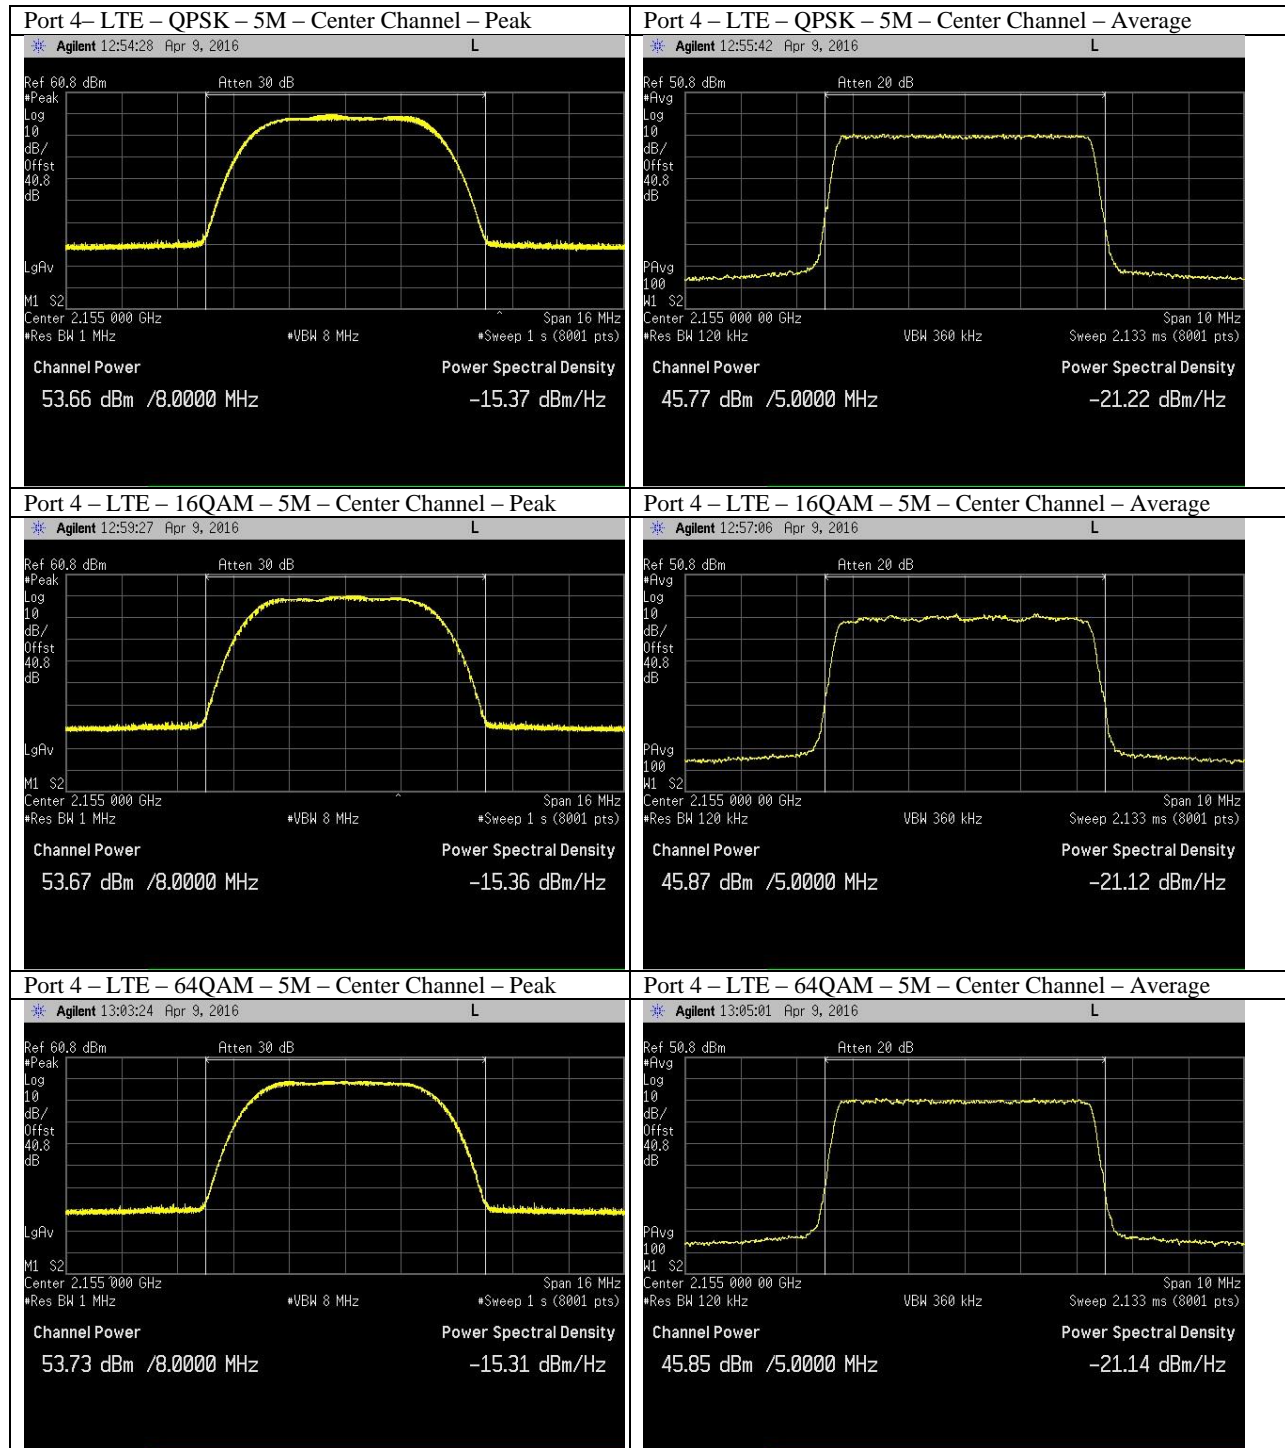 Port 4– LTE – QPSK – 5M – Center Channel – Peak
Agilent 12:54:28 Apr 9, 2016 L
Ref 60.8 dBm Atten 30 dB
#Peak
Log
10
dB/
Offst
40.8
dB
LgAv
M1 S2
Center 2.155 000 GHz ^ Span 16 MHz
#Res BW 1 MHz #VBW 8 MHz #Sweep 1 s (8001 pts)
Channel Power Power Spectral Density
53.66 dBm /8.0000 MHz -15.37 dBm/Hz
Port 4 – LTE – QPSK – 5M – Center Channel – Average
Agilent 12:55:42 Apr 9, 2016 L
Ref 50.8 dBm Atten 20 dB
#Avg
Log
10
dB/
Offst
40.8
dB
PAvg
100
W1 S2
Center 2.155 000 00 GHz Span 10 MHz
#Res BW 120 kHz VBW 360 kHz Sweep 2.133 ms (8001 pts)
Channel Power Power Spectral Density
45.77 dBm /5.0000 MHz -21.22 dBm/Hz
Port 4 – LTE – 16QAM – 5M – Center Channel – Peak
Agilent 12:59:27 Apr 9, 2016 L
Ref 60.8 dBm Atten 30 dB
#Peak
Log
10
dB/
Offst
40.8
dB
LgAv
M1 S2
Center 2.155 000 GHz ^ Span 16 MHz
#Res BW 1 MHz #VBW 8 MHz #Sweep 1 s (8001 pts)
Channel Power Power Spectral Density
53.67 dBm /8.0000 MHz -15.36 dBm/Hz
Port 4 – LTE – 16QAM – 5M – Center Channel – Average
Agilent 12:57:06 Apr 9, 2016 L
Ref 50.8 dBm Atten 20 dB
#Avg
Log
10
dB/
Offst
40.8
dB
PAvg
100
W1 S2
Center 2.155 000 00 GHz Span 10 MHz
#Res BW 120 kHz VBW 360 kHz Sweep 2.133 ms (8001 pts)
Channel Power Power Spectral Density
45.87 dBm /5.0000 MHz -21.12 dBm/Hz
Port 4 – LTE – 64QAM – 5M – Center Channel – Peak
Agilent 13:03:24 Apr 9, 2016 L
Ref 60.8 dBm Atten 30 dB
#Peak
Log
10
dB/
Offst
40.8
dB
LgAv
M1 S2
Center 2.155 000 GHz Span 16 MHz
#Res BW 1 MHz #VBW 8 MHz #Sweep 1 s (8001 pts)
Channel Power Power Spectral Density
53.73 dBm /8.0000 MHz -15.31 dBm/Hz
Port 4 – LTE – 64QAM – 5M – Center Channel – Average
Agilent 13:05:01 Apr 9, 2016 L
Ref 50.8 dBm Atten 20 dB
#Avg
Log
10
dB/
Offst
40.8
dB
PAvg
100
W1 S2
Center 2.155 000 00 GHz Span 10 MHz
#Res BW 120 kHz VBW 360 kHz Sweep 2.133 ms (8001 pts)
Channel Power Power Spectral Density
45.85 dBm /5.0000 MHz -21.14 dBm/Hz